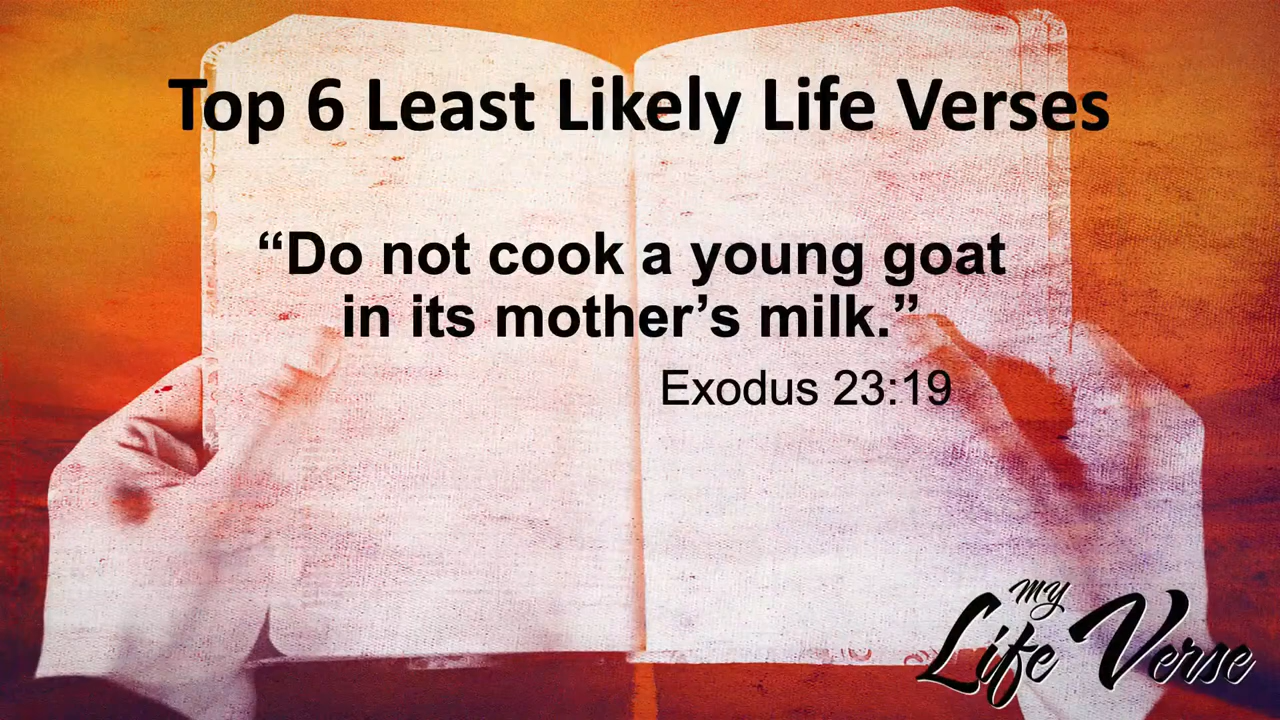 Top 6 Least Likely Life Verses
“Do not cook a young goat
in its mother’s milk.”
Exodus 23:19
My
Life Verse